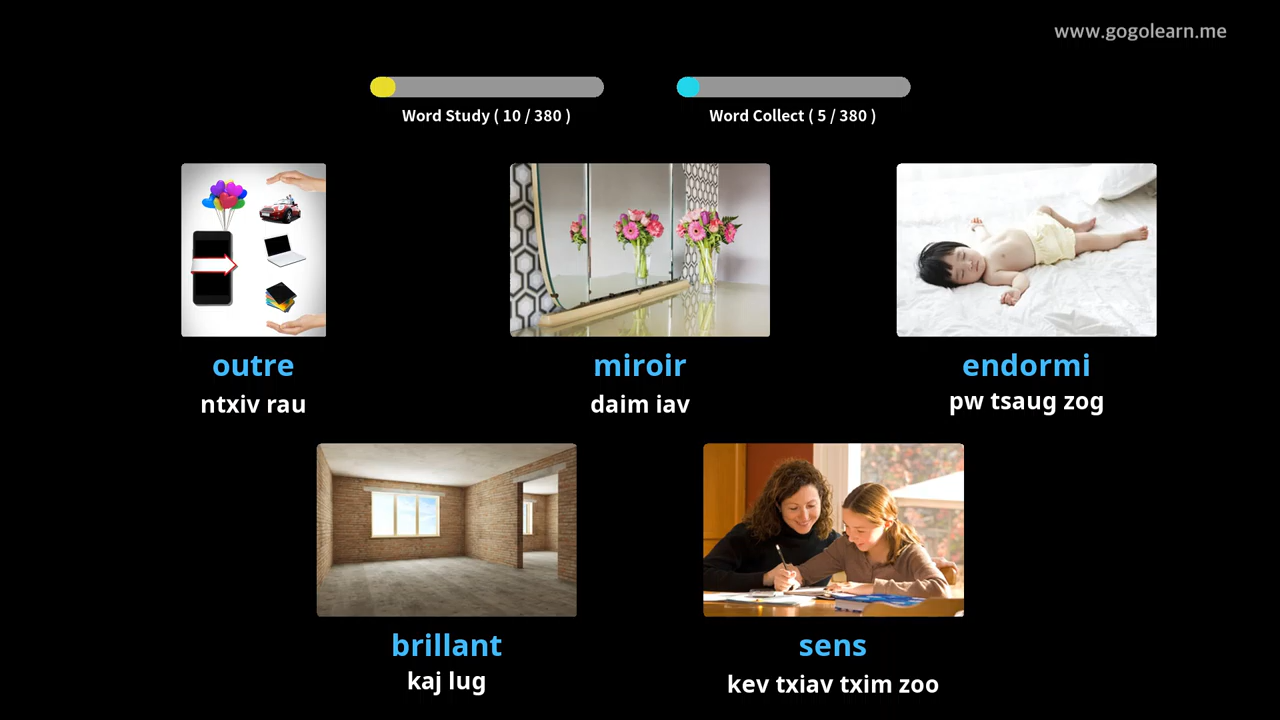 www.gogolearn.me
Word Study ( 10 / 380 )
Word Collect ( 5 / 380 )
outre
ntxiv rau
miroir
daim iav
endormi
pw tsaug zog
brillant
kaj lug
sens
kev txiav txim zoo